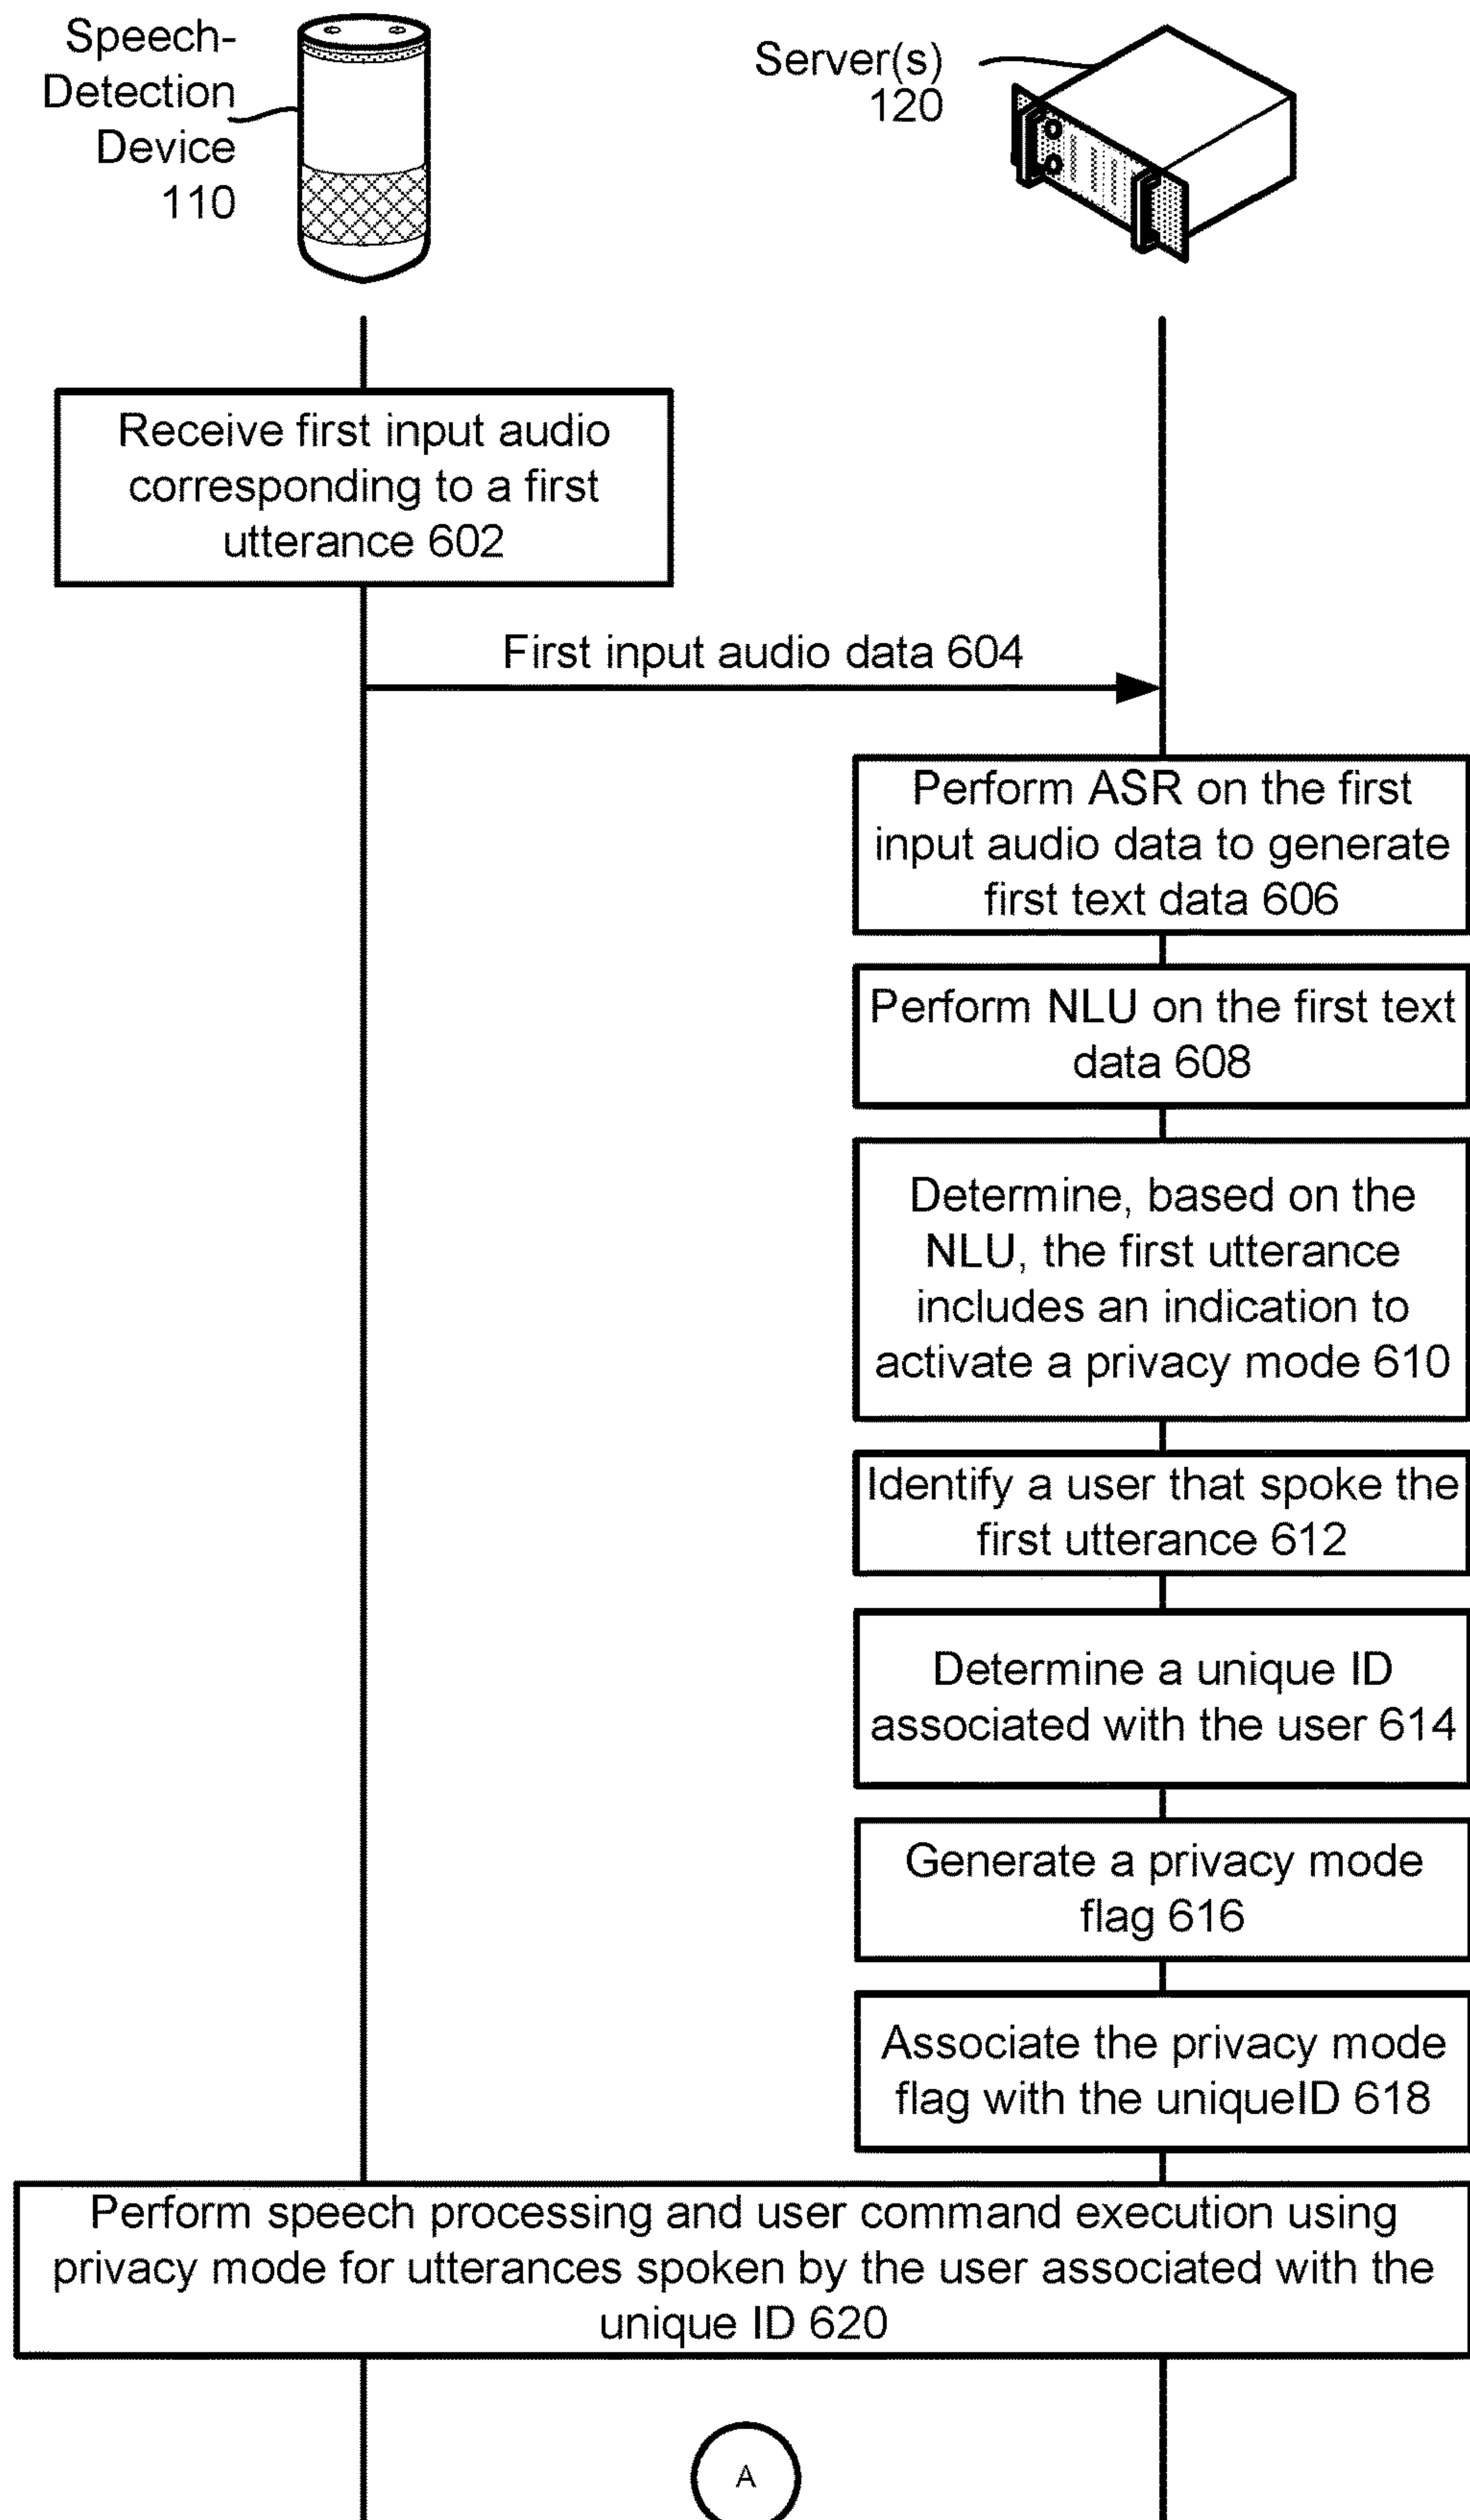 Speech-
Detection
Device
110
Server(s)
120
Receive first input audio
corresponding to a first
utterance 602
First input audio data 604
Perform ASR on the first
input audio data to generate
first text data 606
Perform NLU on the first text
data 608
Determine, based on the
NLU, the first utterance
includes an indication to
activate a privacy mode 610
Identify a user that spoke the
first utterance 612
Determine a unique ID
associated with the user 614
Generate a privacy mode
flag 616
Associate the privacy mode
flag with the uniqueID 618
Perform speech processing and user command execution using
privacy mode for utterances spoken by the user associated with the
unique ID 620
A